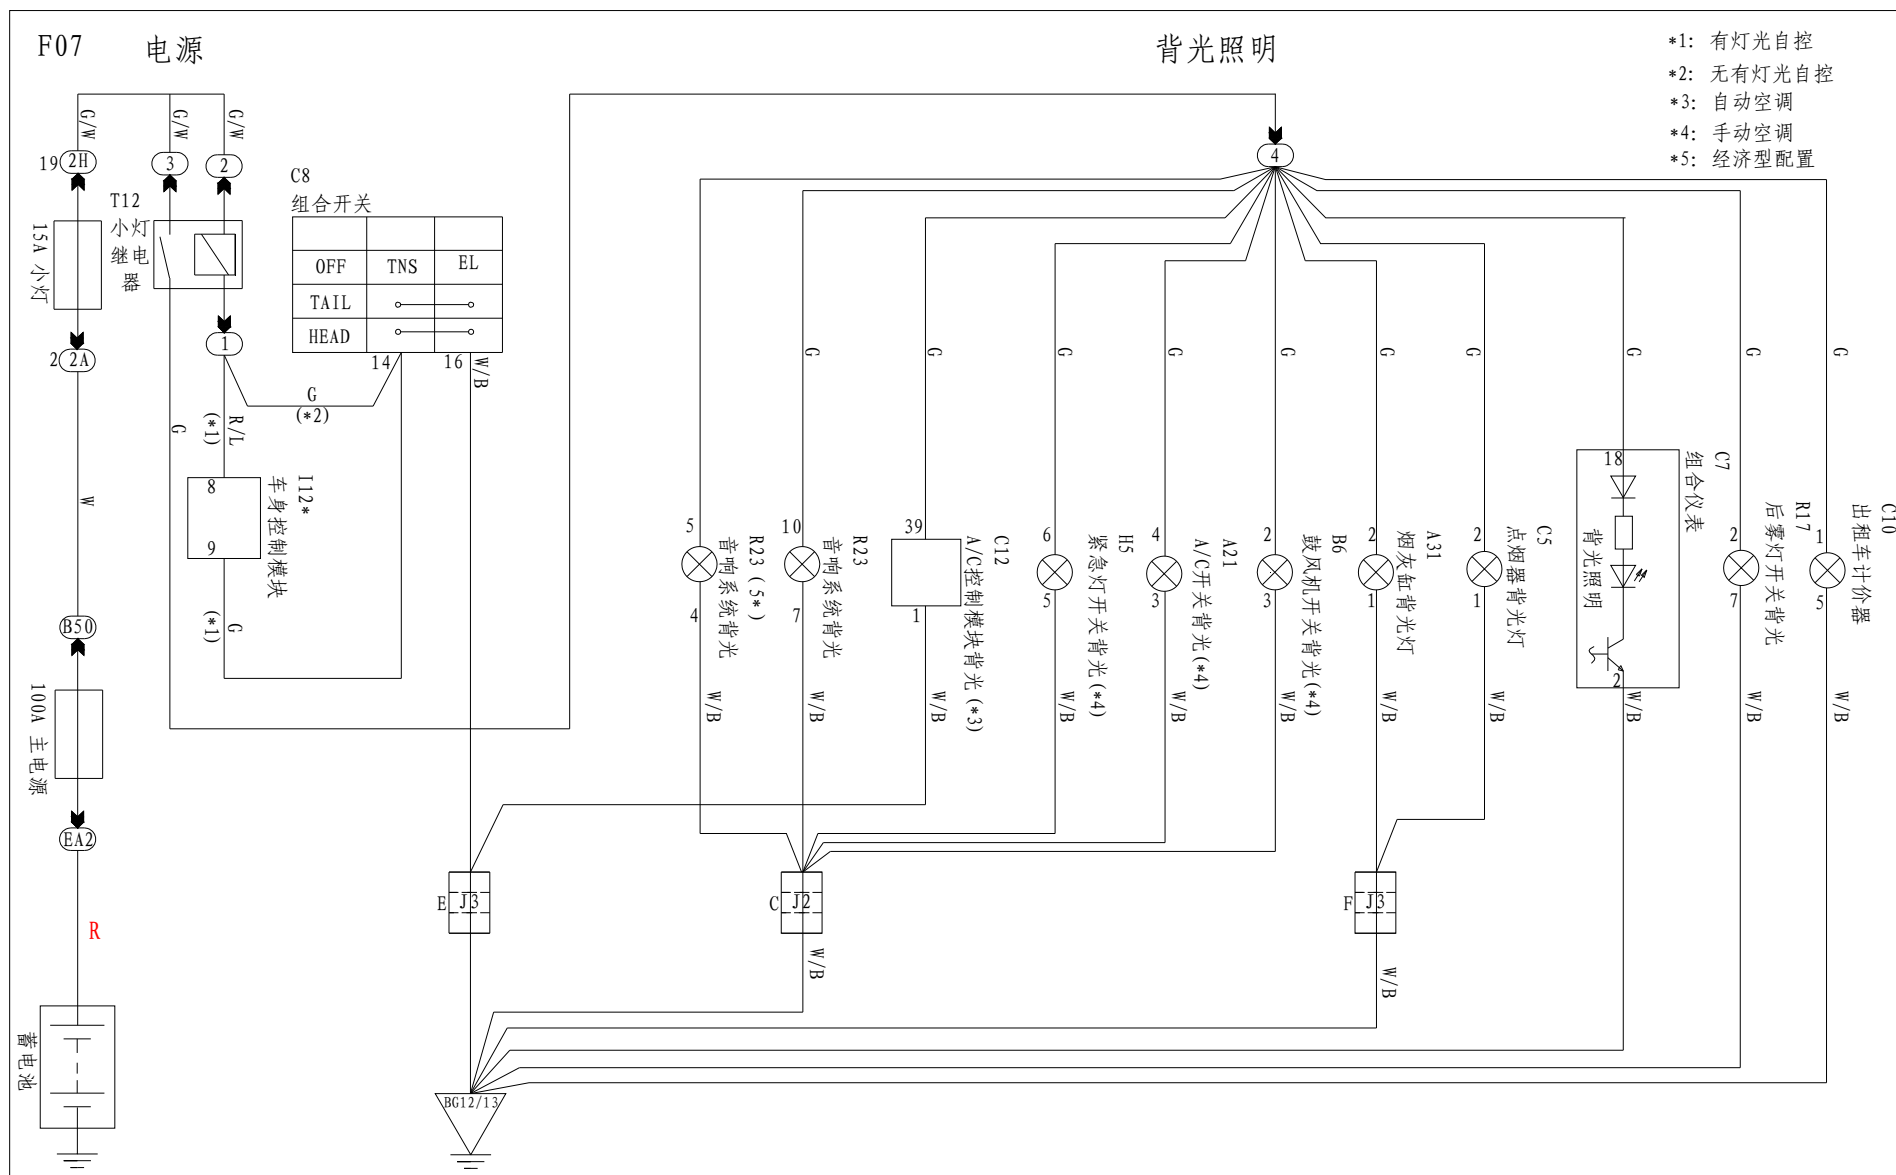 F07
电源
背光照明
*1: 有灯光自控
*2: 无有灯光自控
*3: 自动空调
*4: 手动空调
*5: 经济型配置
G/W
G/W
G/W
19
2H
3
2
4
15A 小灯
T12
小灯
继电
器
C8
组合开关
OFF
TNS
EL
TAIL
HEAD
14
16
W/B
2
2A
1
G
(*2)
R/L
(*1)
G
W
8
9
I12*
车身控制模块
G
(*1)
B50
100A 主电源
EA2
R
蓄电池
G
G
G
G
G
G
G
G
G
G
5
4
R23 (5*)
音响系统背光
W/B
10
7
R23
音响系统背光
W/B
39
1
C12
A/C控制模块背光(*3)
W/B
6
5
H5
紧急灯开关背光(*4)
W/B
4
3
A21
A/C开关背光(*4)
W/B
2
3
B6
鼓风机开关背光(*4)
W/B
2
1
A31
烟灰缸背光灯
W/B
2
1
C5
点烟器背光灯
W/B
18
2
C7
组合仪表
背光照明
W/B
2
7
R17
后雾灯开关背光
W/B
1
5
C10
出租车计价器
W/B
E
J3
C
J2
W/B
F
J3
W/B
BG12/13